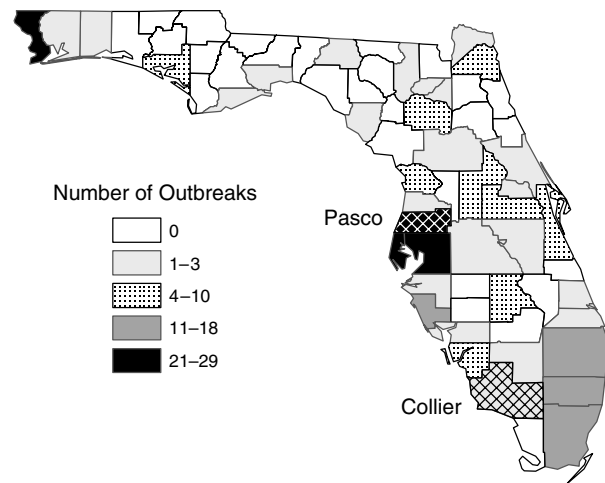 Number of Outbreaks
0
1–3
4–10
11–18
21–29
Pasco
Collier